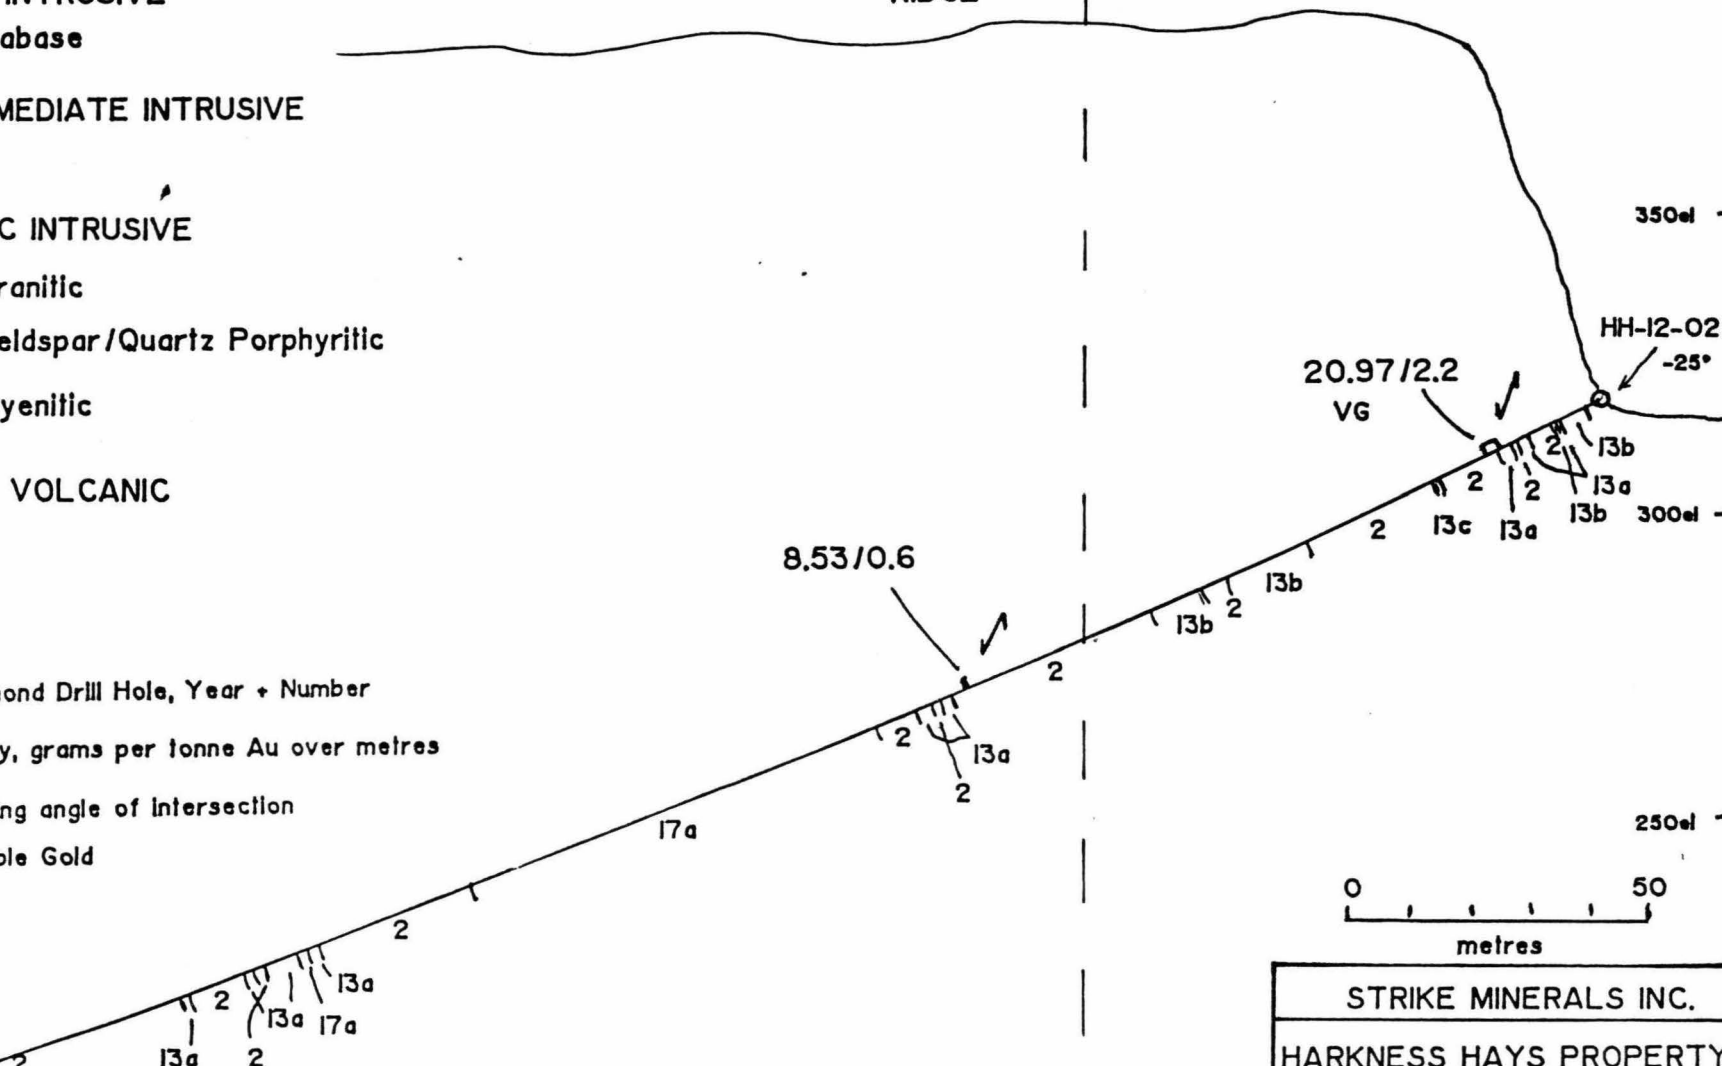 INTRUSIVE
abase
MEDIATE INTRUSIVE
C INTRUSIVE
ranitic
eldspar/Quartz Porphyritic
yenitic
VOLCANIC
ond Drill Hole, Year + Number
y, grams per tonne Au over metres
ng angle of intersection
ble Gold
350el
HH-12-02
-25°
20.97/2.2
VG
2
13b
13a
13b
2
13a
2
13c
2
300el
13b
2
13b
8.53/0.6
2
2
13a
2
17a
250el
2
13a
17a
13a
2
2
13a
2
0 50
metres
STRIKE MINERALS INC.
HARKNESS HAYS PROPERTY